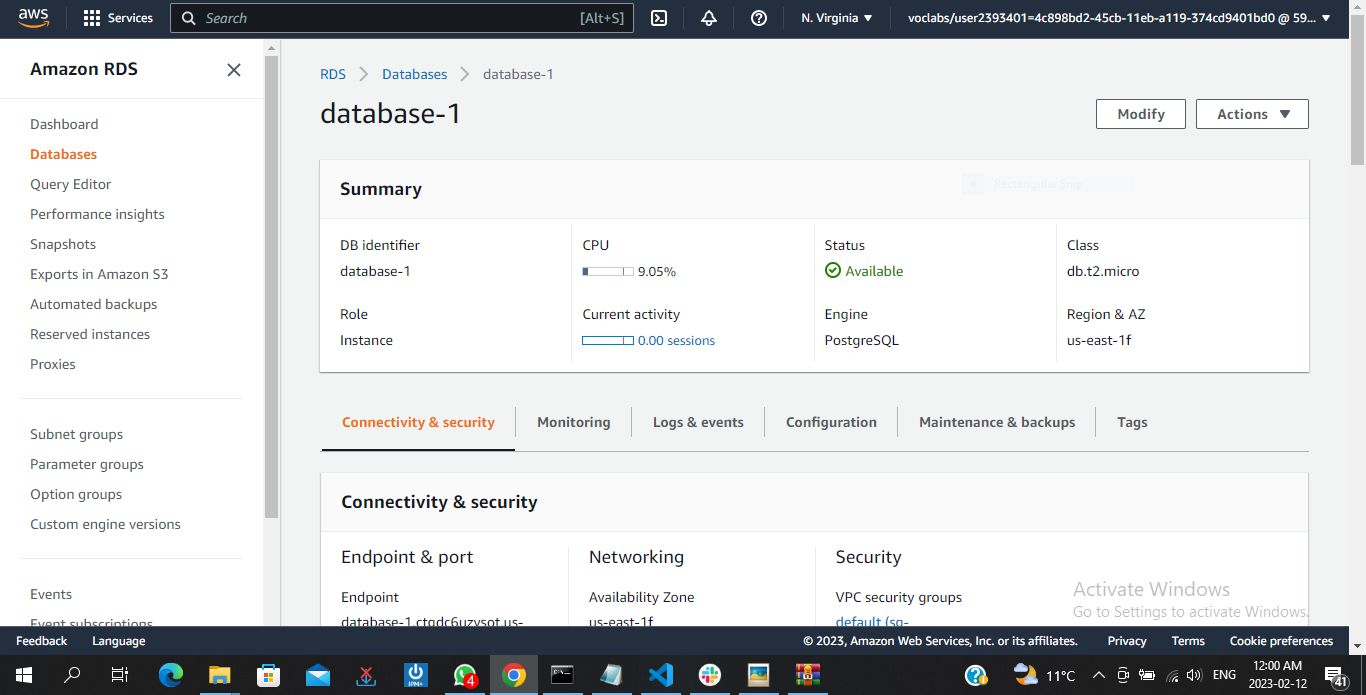 aws
Services
Search [Alt+S]
N. Virginia
voclabs/user2393401=4c898bd2-45cb-11eb-a119-374cd9401bd0 @ 59...
Amazon RDS
Dashboard
Databases
Query Editor
Performance insights
Snapshots
Exports in Amazon S3
Automated backups
Reserved instances
Proxies
Subnet groups
Parameter groups
Option groups
Custom engine versions
Events
Event subscriptions
RDS Databases database-1
database-1
Modify Actions
Summary
Rectangular Snip
DB identifier
database-1
CPU
9.05%
Status
Available
Class
db.t2.micro
Role
Instance
Current activity
0.00 sessions
Engine
PostgreSQL
Region & AZ
us-east-1f
Connectivity & security Monitoring Logs & events Configuration Maintenance & backups Tags
Connectivity & security
Endpoint & port
Endpoint
database-1.ctgdc6uzvsot.us-
Networking
Availability Zone
us-east-1f
Security
VPC security groups
default (sg-
Activate Windows
Go to Settings to activate Windows.
Feedback Language
© 2023, Amazon Web Services, Inc. or its affiliates. Privacy Terms Cookie preferences
IPM+
4
11°C
ENG
12:00 AM
2023-02-12
41